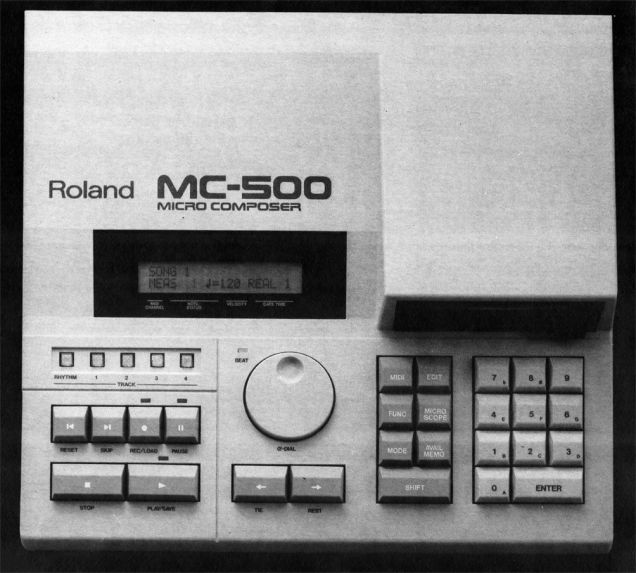 Roland MC-500
MICRO COMPOSER
SONG 1
MEAS 1 ♩=120 REAL 1
MIDI CHANNEL
NOTE STATUS
VELOCITY
GATE TIME
BEAT
RHYTHM 1 2 3 4
TRACK
RESET SKIP REC/LOAD PAUSE
STOP PLAY/SAVE
α-DIAL
TIE REST
MIDI EDIT
FUNC MICRO SCOPE
MODE AVAIL. MEMO
SHIFT
7 8 9
4 E 5 F 6 G
1 B 2 C 3 D
0 A ENTER